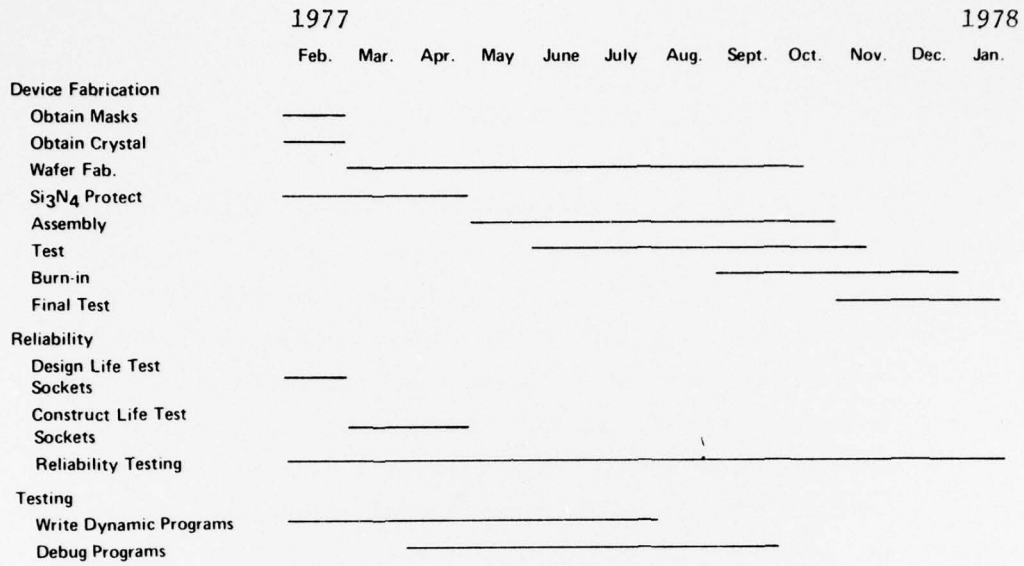 1977 1978
Feb. Mar. Apr. May June July Aug. Sept. Oct. Nov. Dec. Jan.
Device Fabrication
Obtain Masks
Obtain Crystal
Wafer Fab.
Si3N4 Protect
Assembly
Test
Burn-in
Final Test
Reliability
Design Life Test
Sockets
Construct Life Test
Sockets
Reliability Testing
Testing
Write Dynamic Programs
Debug Programs